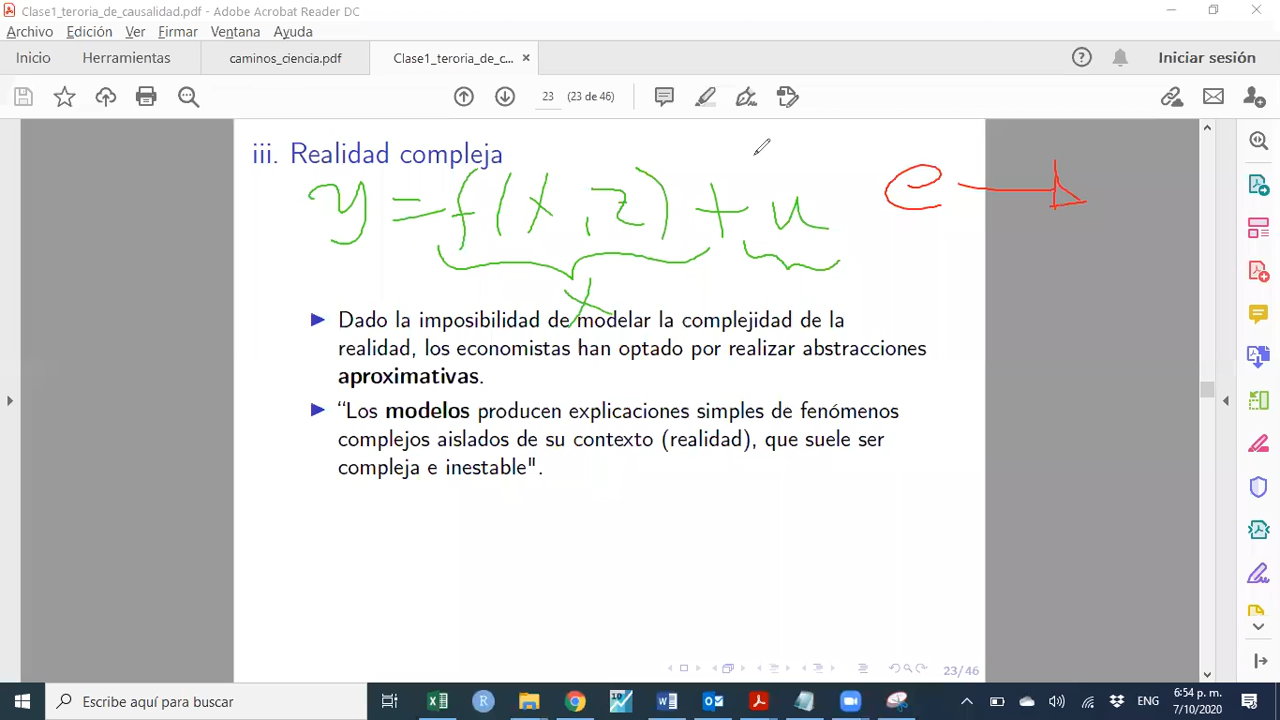 Clase1_teroria_de_causalidad.pdf - Adobe Acrobat Reader DC
Archivo Edición Ver Firmar Ventana Ayuda
Inicio Herramientas caminos_ciencia.pdf Clase1_teroria_de_c... × Iniciar sesión
23 (23 de 46)
iii. Realidad compleja
y = f(x, z) + u
e
x
▶ Dado la imposibilidad de modelar la complejidad de la
realidad, los economistas han optado por realizar abstracciones
aproximativas.
▶ “Los modelos producen explicaciones simples de fenómenos
complejos aislados de su contexto (realidad), que suele ser
compleja e inestable".
23/46
Escribe aquí para buscar
ENG
6:54 p. m.
7/10/2020